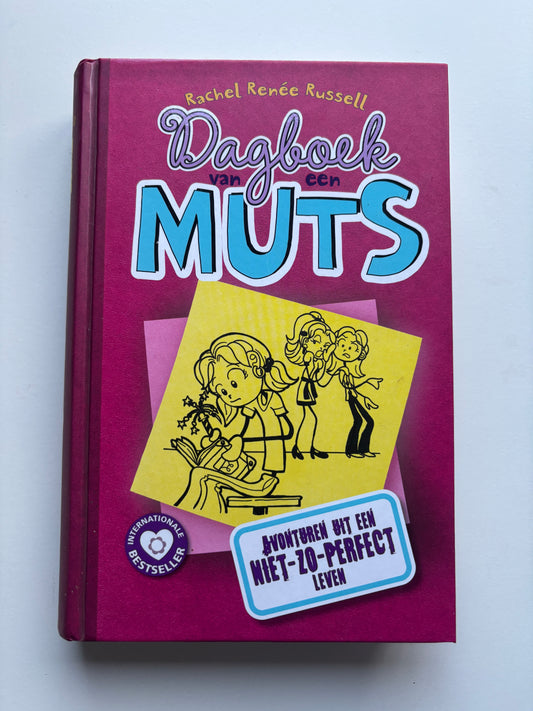 Rachel Renée Russell
Dagboek
van een
MUTS
INTERNATIONALE
BESTSELLER
AVONTUREN UIT EEN
NIET-ZO-PERFECT
LEVEN